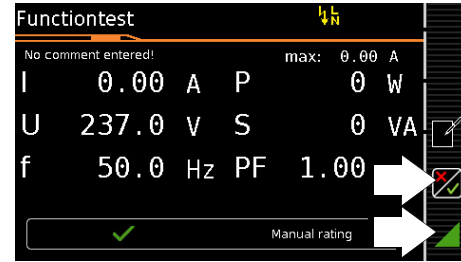 Functiontest
L N
No comment entered! max: 0.00 A
I 0.00 A P 0 W
U 237.0 V S 0 VA
f 50.0 Hz PF 1.00
Manual rating